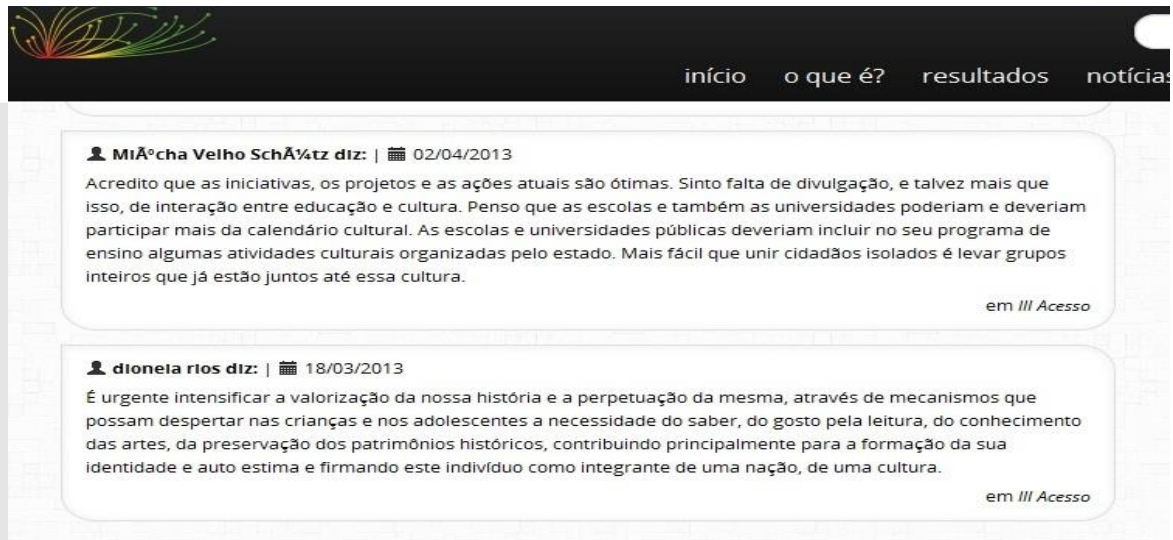 início o que é? resultados notícias
MiÃºcha Velho SchÃ¼tz diz: | 02/04/2013
Acredito que as iniciativas, os projetos e as ações atuais são ótimas. Sinto falta de divulgação, e talvez mais que
isso, de interação entre educação e cultura. Penso que as escolas e também as universidades poderiam e deveriam
participar mais da calendário cultural. As escolas e universidades públicas deveriam incluir no seu programa de
ensino algumas atividades culturais organizadas pelo estado. Mais fácil que unir cidadãos isolados é levar grupos
inteiros que já estão juntos até essa cultura.
em III Acesso
dioneia rios diz: | 18/03/2013
É urgente intensificar a valorização da nossa história e a perpetuação da mesma, através de mecanismos que
possam despertar nas crianças e nos adolescentes a necessidade do saber, do gosto pela leitura, do conhecimento
das artes, da preservação dos patrimônios históricos, contribuindo principalmente para a formação da sua
identidade e auto estima e firmando este indivíduo como integrante de uma nação, de uma cultura.
em III Acesso